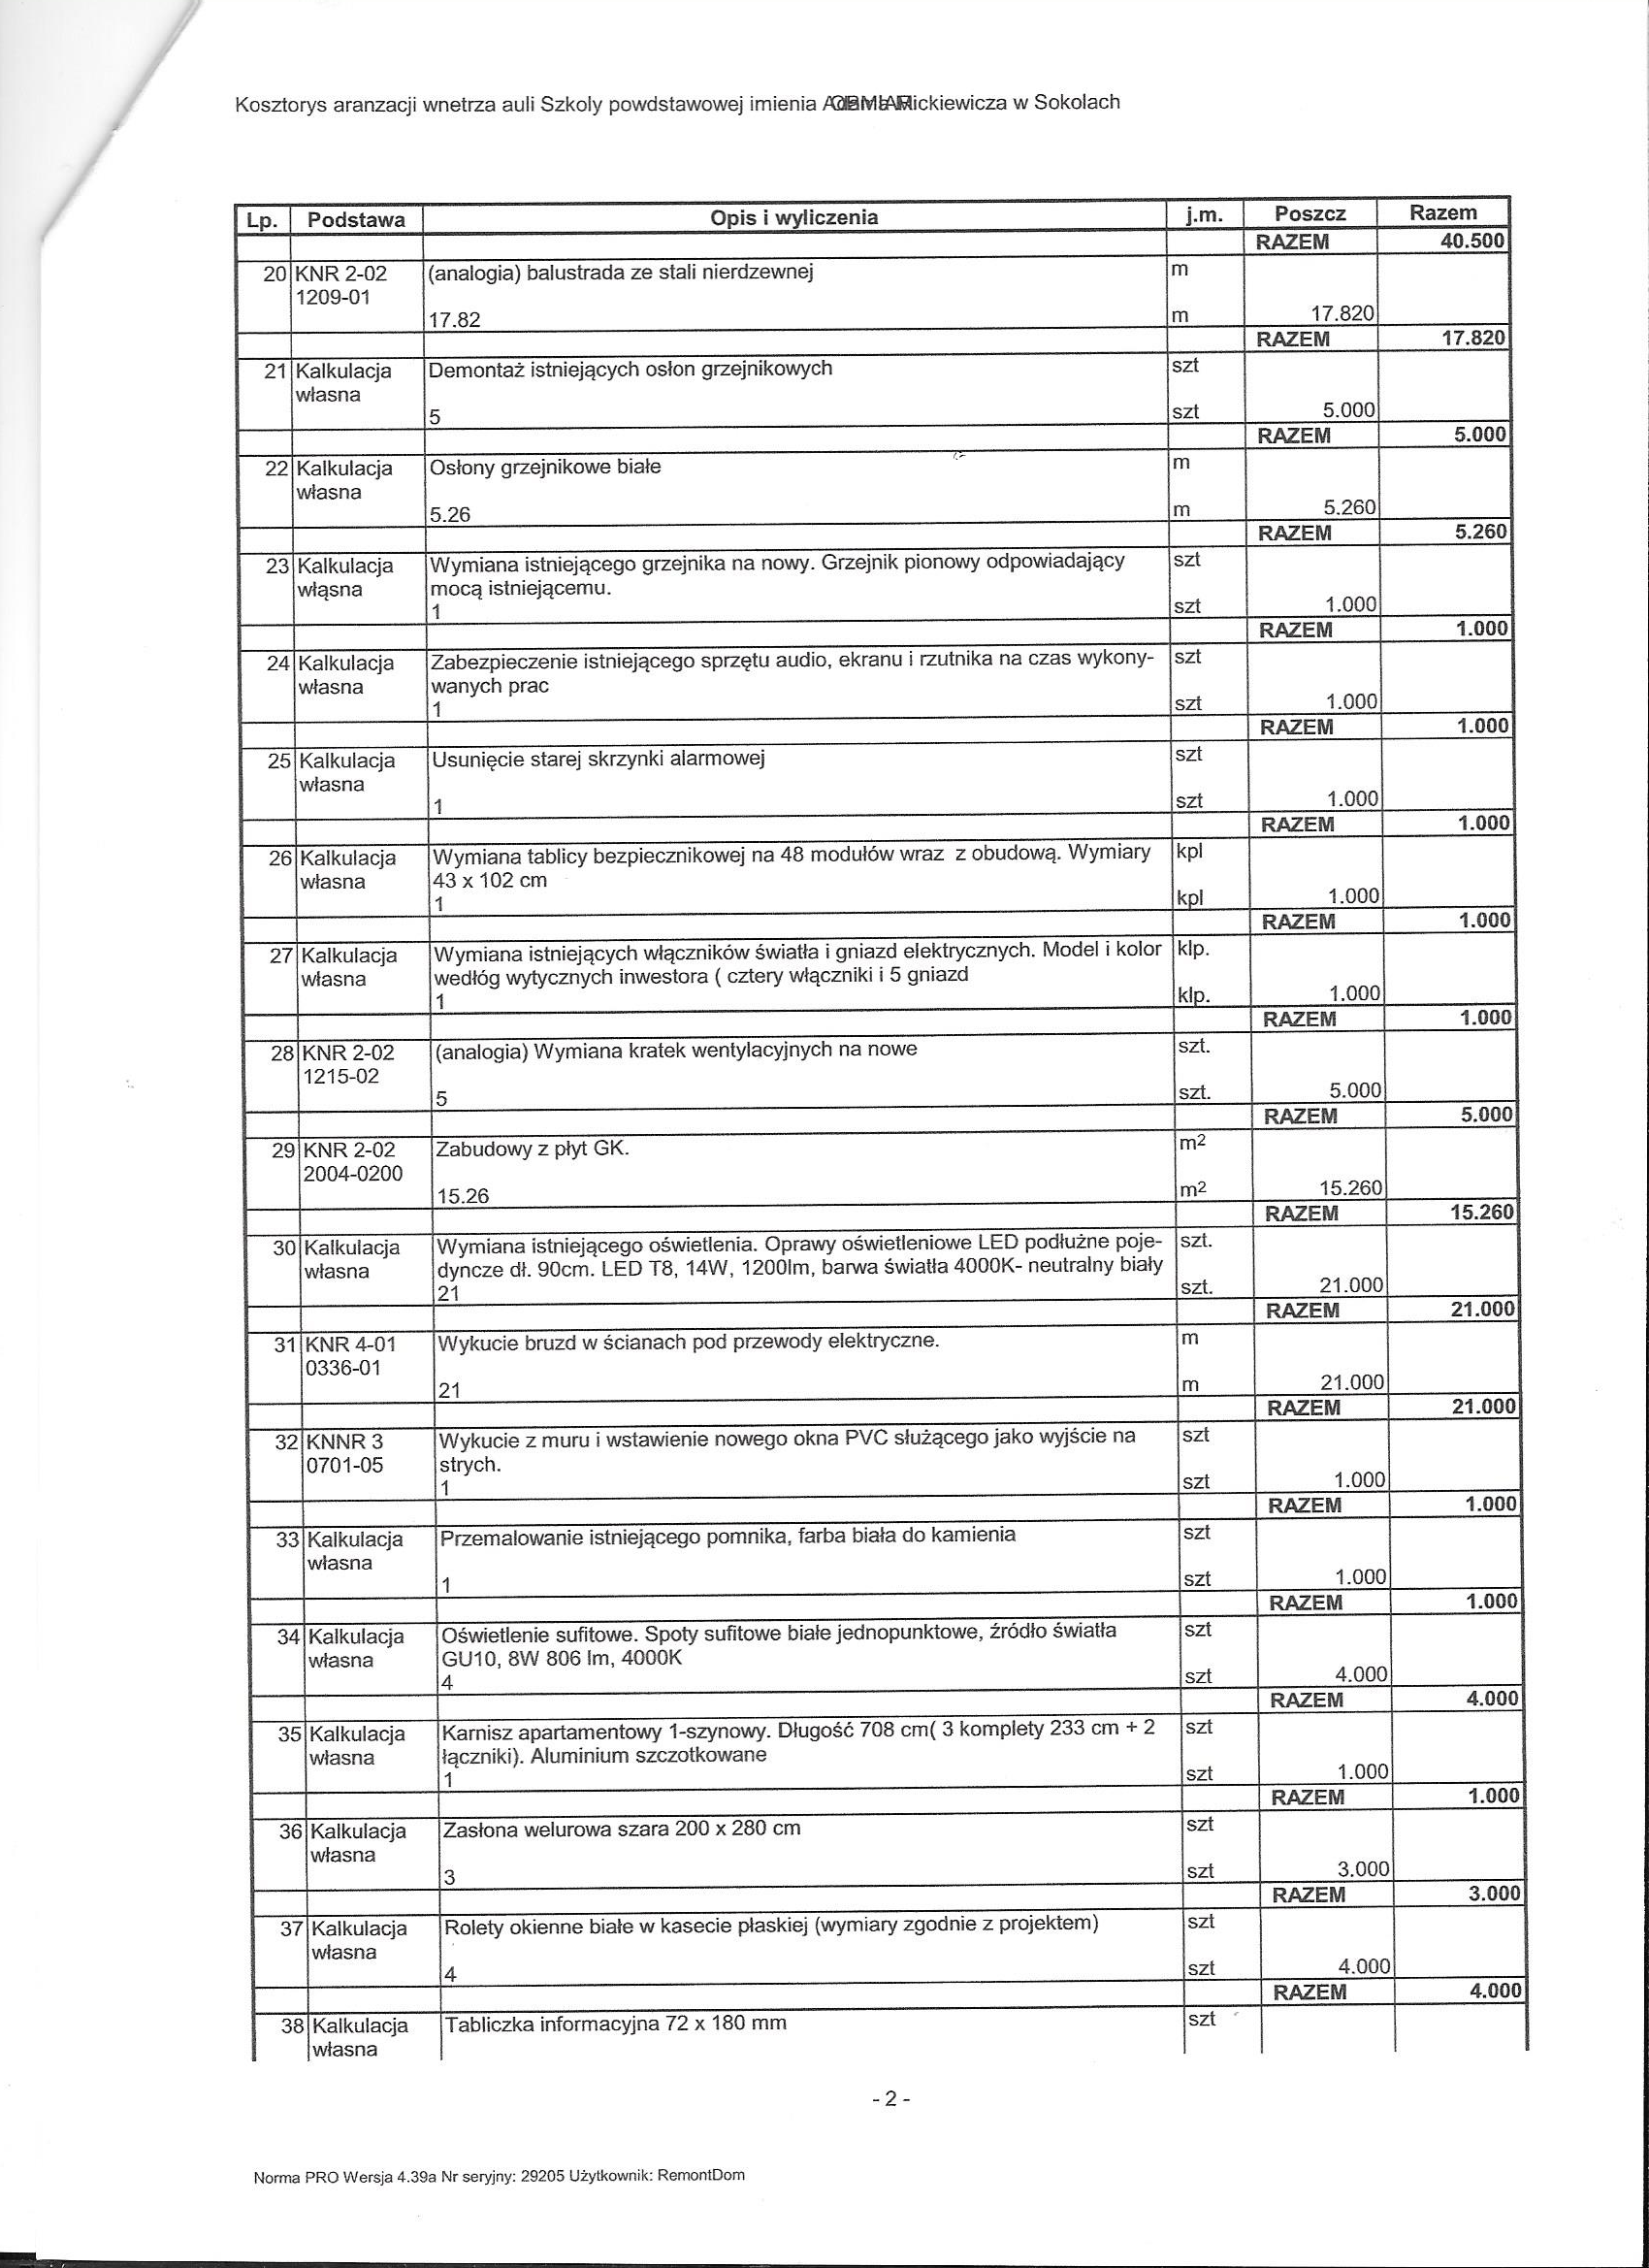 Kosztorys aranzacji wnetrza auli Szkoly powdstawowej imienia Mickiewicza w Sokolach
Lp. Podstawa Opis i wyliczenia j.m. Poszcz Razem
RAZEM 40.500
20 KNR 2-02 (analogia) balustrada ze stali nierdzewnej m
1209-01
17.82 m 17.820
RAZEM 17.820
21 Kalkulacja Demontaż istniejących osłon grzejnikowych szt
własna
5 szt 5.000
RAZEM 5.000
22 Kalkulacja Osłony grzejnikowe białe m
własna
5.26 m 5.260
RAZEM 5.260
23 Kalkulacja Wymiana istniejącego grzejnika na nowy. Grzejnik pionowy odpowiadający szt
włąsna mocą istniejącemu.
1 szt 1.000
RAZEM 1.000
24 Kalkulacja Zabezpieczenie istniejącego sprzętu audio, ekranu i rzutnika na czas wykony- szt
własna wanych prac
1 szt 1.000
RAZEM 1.000
25 Kalkulacja Usunięcie starej skrzynki alarmowej szt
własna
1 szt 1.000
RAZEM 1.000
26 Kalkulacja Wymiana tablicy bezpiecznikowej na 48 modułów wraz z obudową. Wymiary kpl
własna 43 x 102 cm
1 kpl 1.000
RAZEM 1.000
27 Kalkulacja Wymiana istniejących włączników światła i gniazd elektrycznych. Model i kolor klp.
własna wedłóg wytycznych inwestora ( cztery włączniki i 5 gniazd
1 klp. 1.000
RAZEM 1.000
28 KNR 2-02 (analogia) Wymiana kratek wentylacyjnych na nowe szt.
1215-02
5 szt. 5.000
RAZEM 5.000
29 KNR 2-02 Zabudowy z płyt GK. m2
2004-0200
15.26 m2 15.260
RAZEM 15.260
30 Kalkulacja Wymiana istniejącego oświetlenia. Oprawy oświetleniowe LED podłużne poje- szt.
własna dyncze dł. 90cm. LED T8, 14W, 1200lm, barwa światła 4000K- neutralny biały
21 szt. 21.000
RAZEM 21.000
31 KNR 4-01 Wykucie bruzd w ścianach pod przewody elektryczne. m
0336-01
21 m 21.000
RAZEM 21.000
32 KNNR 3 Wykucie z muru i wstawienie nowego okna PVC służącego jako wyjście na szt
0701-05 strych.
1 szt 1.000
RAZEM 1.000
33 Kalkulacja Przemalowanie istniejącego pomnika, farba biała do kamienia szt
własna
1 szt 1.000
RAZEM 1.000
34 Kalkulacja Oświetlenie sufitowe. Spoty sufitowe białe jednopunktowe, źródło światła szt
własna GU10, 8W 806 lm, 4000K
4 szt 4.000
RAZEM 4.000
35 Kalkulacja Karnisz apartamentowy 1-szynowy. Długość 708 cm( 3 komplety 233 cm + 2 szt
własna łączniki). Aluminium szczotkowane
1 szt 1.000
RAZEM 1.000
36 Kalkulacja Zasłona welurowa szara 200 x 280 cm szt
własna
3 szt 3.000
RAZEM 3.000
37 Kalkulacja Rolety okienne białe w kasecie płaskiej (wymiary zgodnie z projektem) szt
własna
4 szt 4.000
RAZEM 4.000
38 Kalkulacja Tabliczka informacyjna 72 x 180 mm szt
własna
- 2 -
Norma PRO Wersja 4.39a Nr seryjny: 29205 Użytkownik: RemontDom